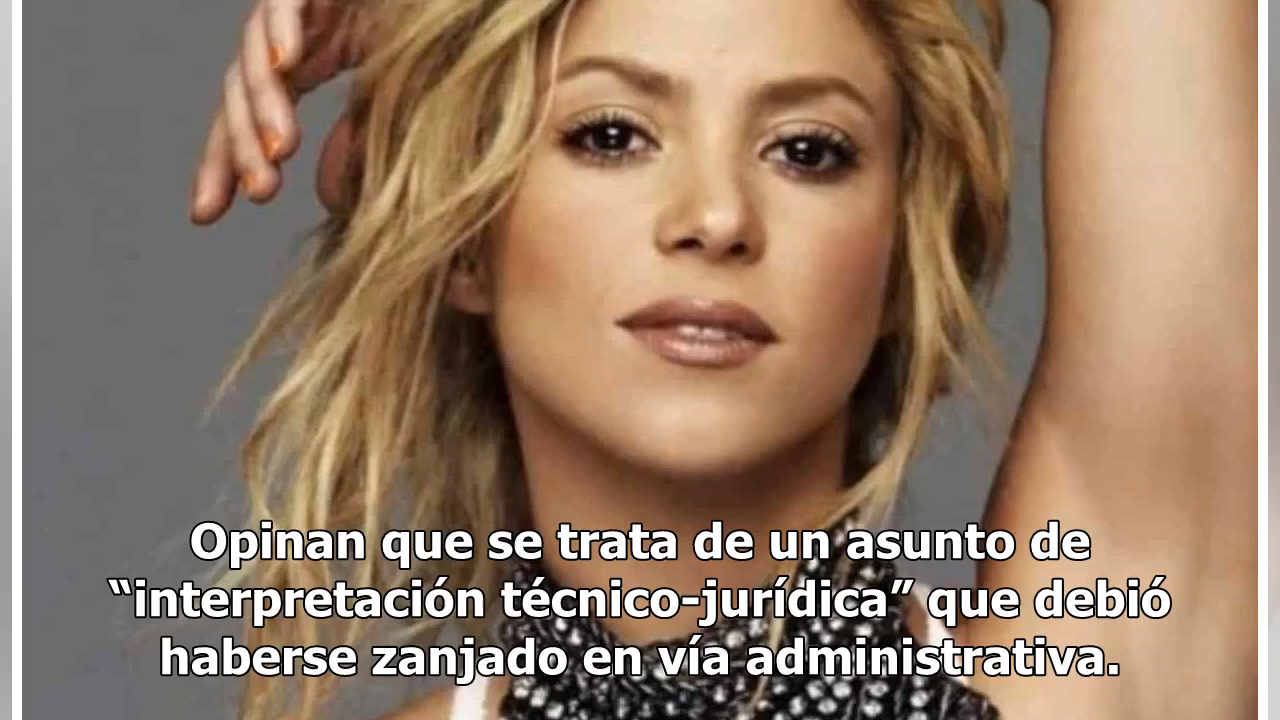 Opinan que se trata de un asunto de
“interpretación técnico-jurídica” que debió
haberse zanjado en vía administrativa.